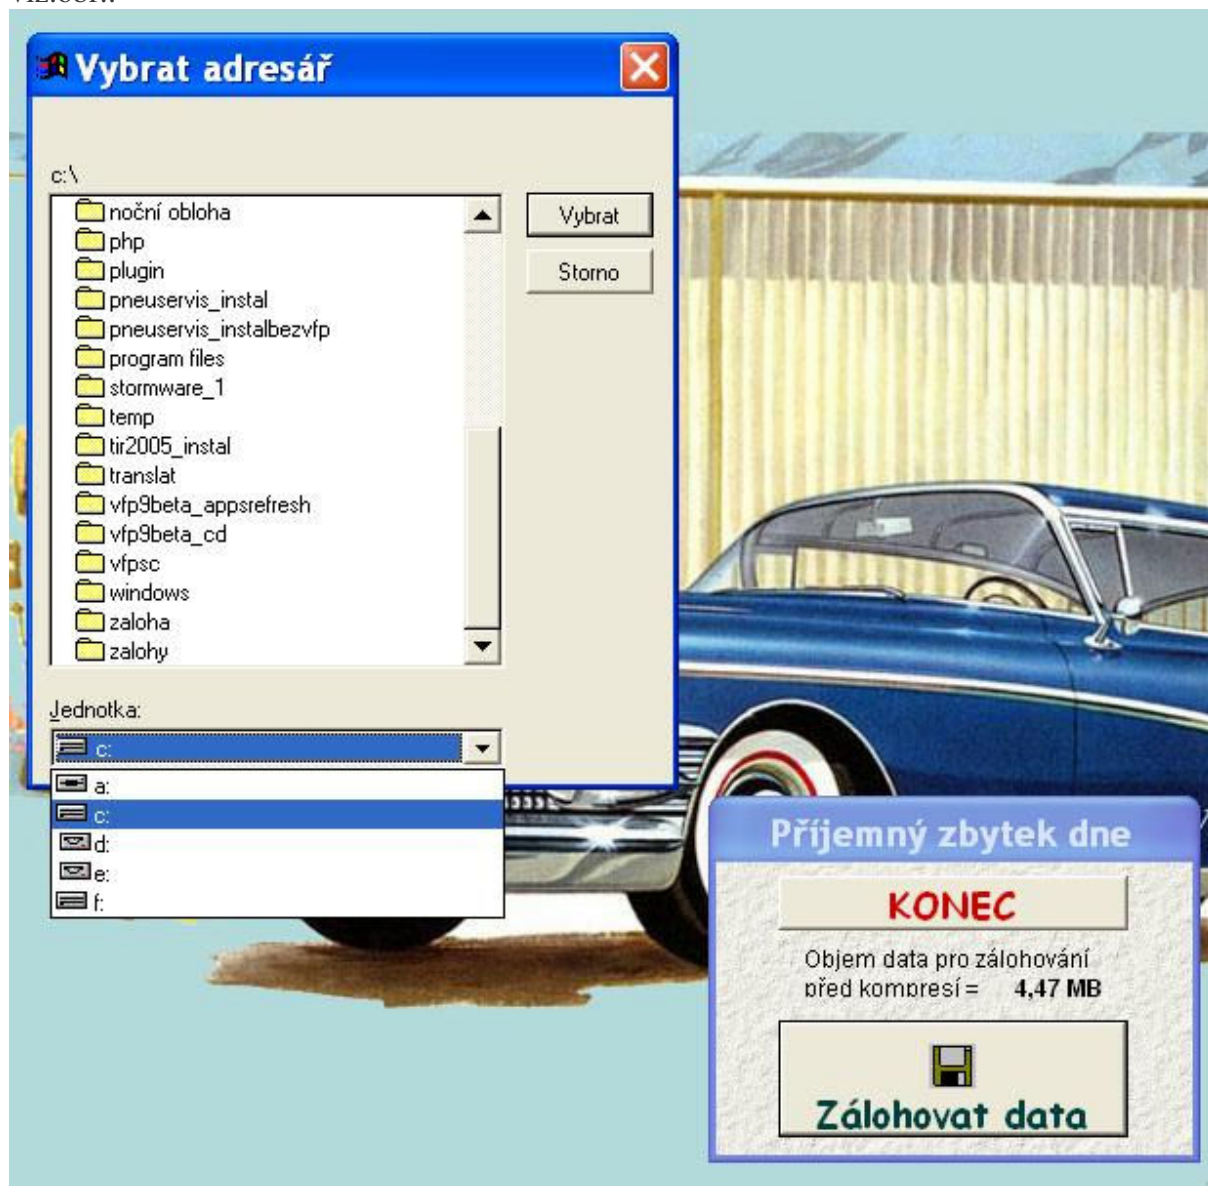 Vybrat adresář
c:\
noční obloha
php
plugin
pneuservis_instal
pneuservis_instalbezvfp
program files
stormware_1
temp
tir2005_instal
translat
vfp9beta_appsrefresh
vfp9beta_cd
vfpsc
windows
zaloha
zalohy
Vybrat
Storno
Jednotka:
c:
a:
c:
d:
e:
f:
Příjemný zbytek dne
KONEC
Objem data pro zálohování
před kompresí = 4,47 MB
Zálohovat data